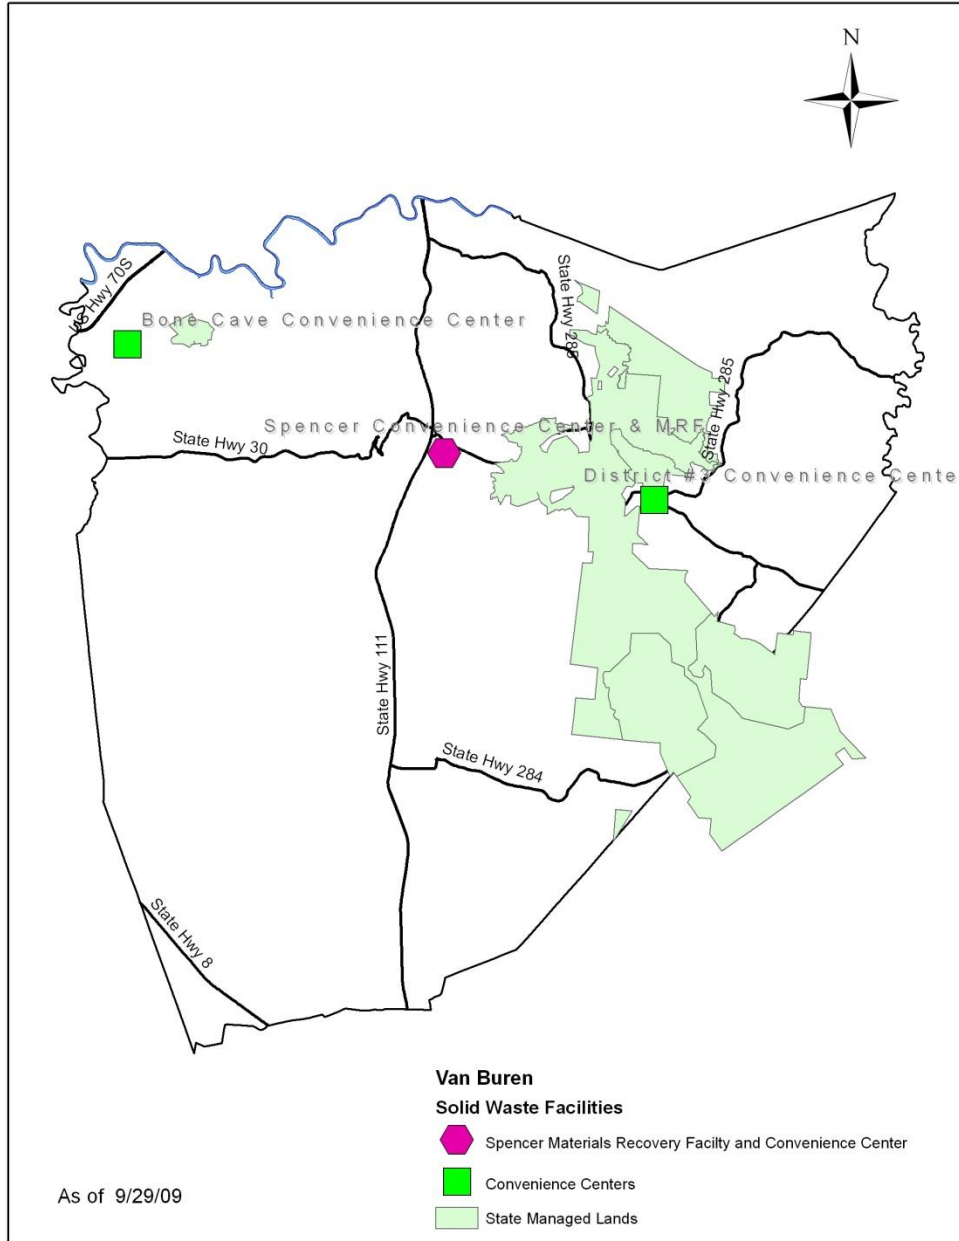 N
US Hwy 70S
State Hwy 285
Bone Cave Convenience Center
State Hwy 285
Spencer Convenience Center & MRF
State Hwy 30
District #3 Convenience Cente
State Hwy 111
State Hwy 284
State Hwy 8
Van Buren
Solid Waste Facilities
Spencer Materials Recovery Facilty and Convenience Center
Convenience Centers
As of 9/29/09
State Managed Lands